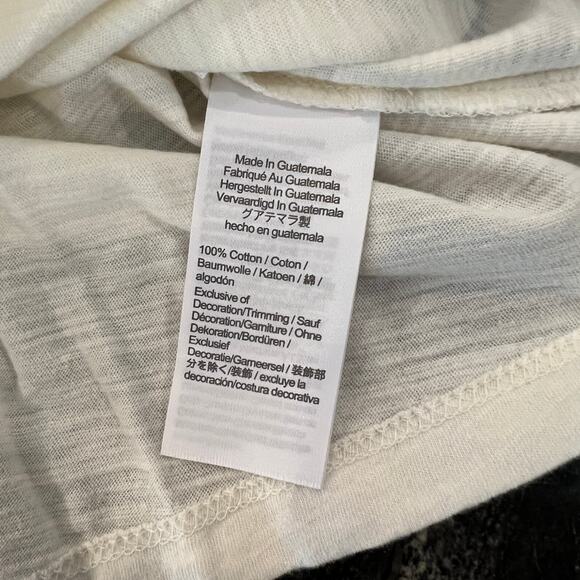 Made In Guatemala
Fabriqué Au Guatemala
Hergestellt In Guatemala
Vervaardigd In Guatemala
グアテマラ製
hecho en guatemala
100% Cotton / Coton /
Baumwolle / Katoen / 綿 /
algodón
Exclusive of
Decoration/Trimming / Sauf
Décoration/Garniture / Ohne
Dekoration/Bordüren /
Exclusief
Decoratie/Garneersel / 装飾部
分を除く/装飾 / excluye la
decoración/costura decorativa